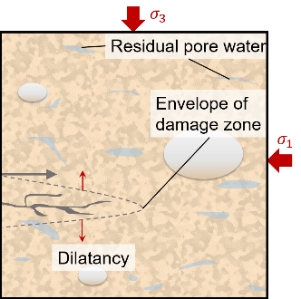 σ3
Residual pore water
Envelope of
damage zone
σ1
Dilatancy